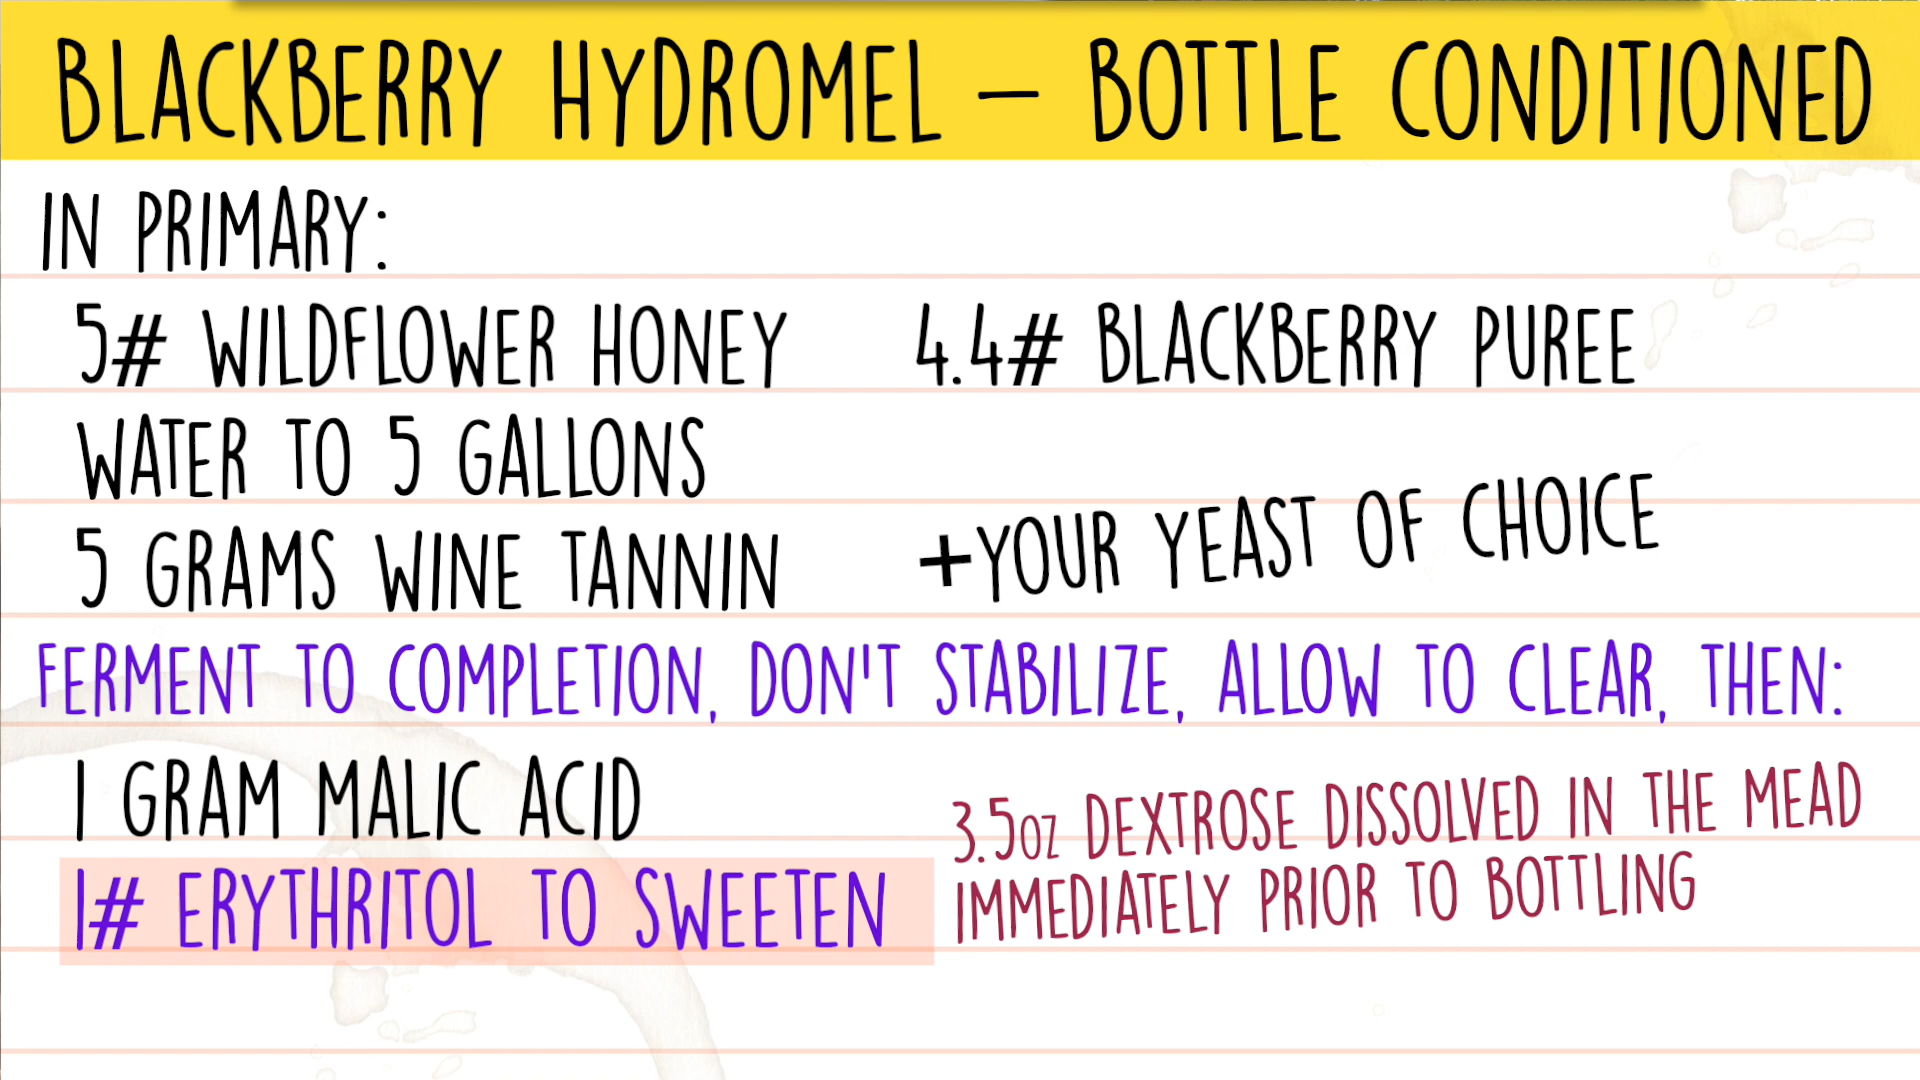 BLACKBERRY HYDROMEL – BOTTLE CONDITIONED
IN PRIMARY:
5# WILDFLOWER HONEY
4.4# BLACKBERRY PUREE
WATER TO 5 GALLONS
5 GRAMS WINE TANNIN
+YOUR YEAST OF CHOICE
FERMENT TO COMPLETION, DON'T STABILIZE, ALLOW TO CLEAR, THEN:
1 GRAM MALIC ACID
1# ERYTHRITOL TO SWEETEN
3.5OZ DEXTROSE DISSOLVED IN THE MEAD
IMMEDIATELY PRIOR TO BOTTLING